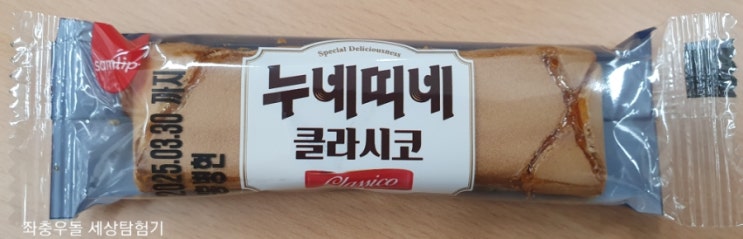 Samlip
Special Deliciousness
누네띠네
클라시코
Classico
2025.03.30 까지
좌충우돌 세상탐험기